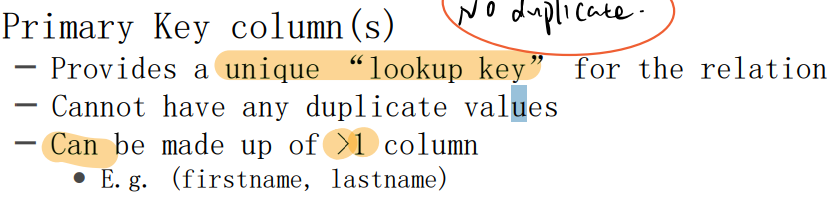 No duplicate.
Primary Key column(s)
— Provides a unique “lookup key” for the relation
— Cannot have any duplicate values
— Can be made up of >1 column
• E.g. (firstname, lastname)